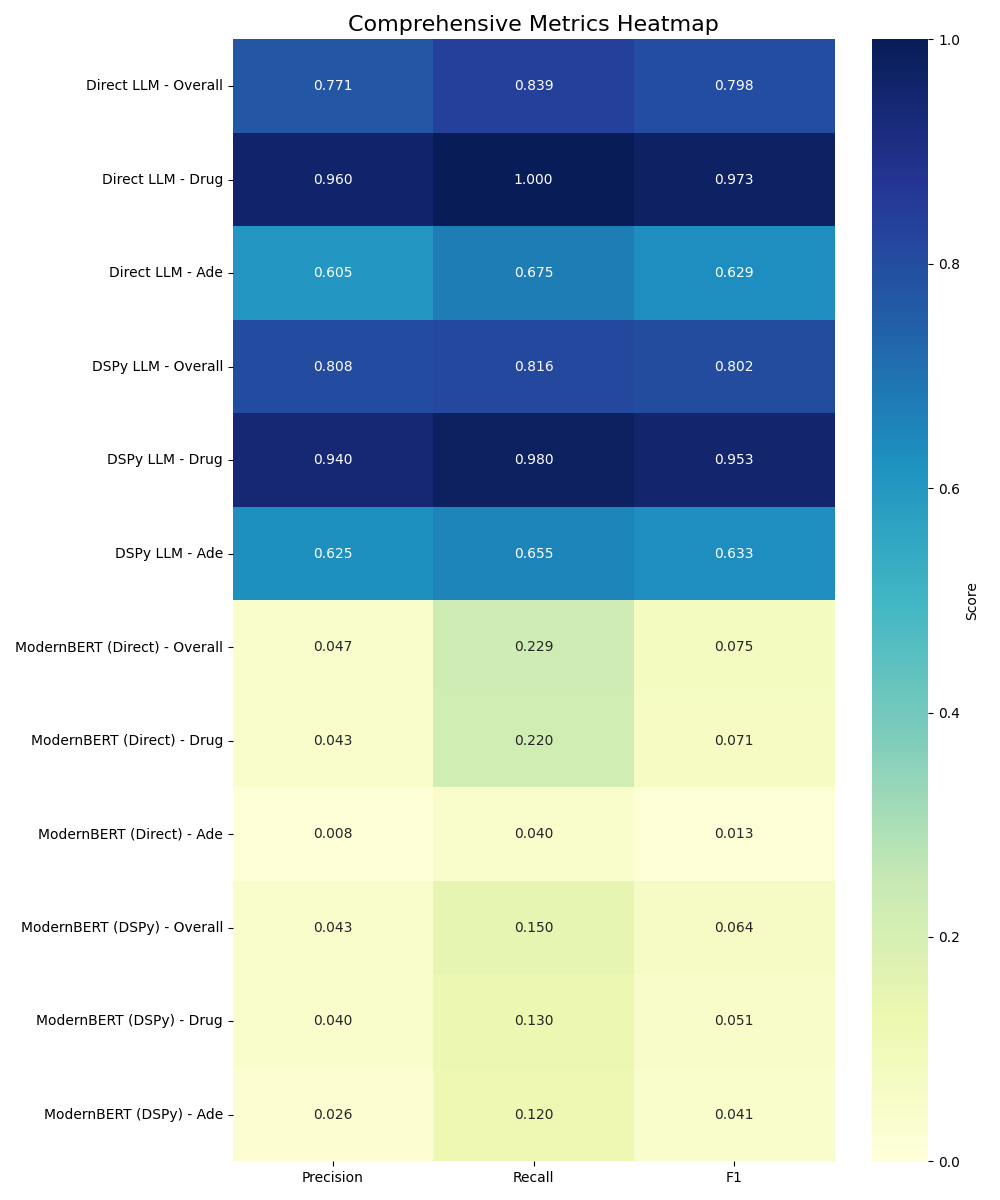 Comprehensive Metrics Heatmap
Direct LLM - Overall 0.771 0.839 0.798
Direct LLM - Drug 0.960 1.000 0.973
Direct LLM - Ade 0.605 0.675 0.629
DSPy LLM - Overall 0.808 0.816 0.802
DSPy LLM - Drug 0.940 0.980 0.953
DSPy LLM - Ade 0.625 0.655 0.633
ModernBERT (Direct) - Overall 0.047 0.229 0.075
ModernBERT (Direct) - Drug 0.043 0.220 0.071
ModernBERT (Direct) - Ade 0.008 0.040 0.013
ModernBERT (DSPy) - Overall 0.043 0.150 0.064
ModernBERT (DSPy) - Drug 0.040 0.130 0.051
ModernBERT (DSPy) - Ade 0.026 0.120 0.041
Precision Recall F1
1.0
0.8
0.6
0.4
0.2
0.0
Score